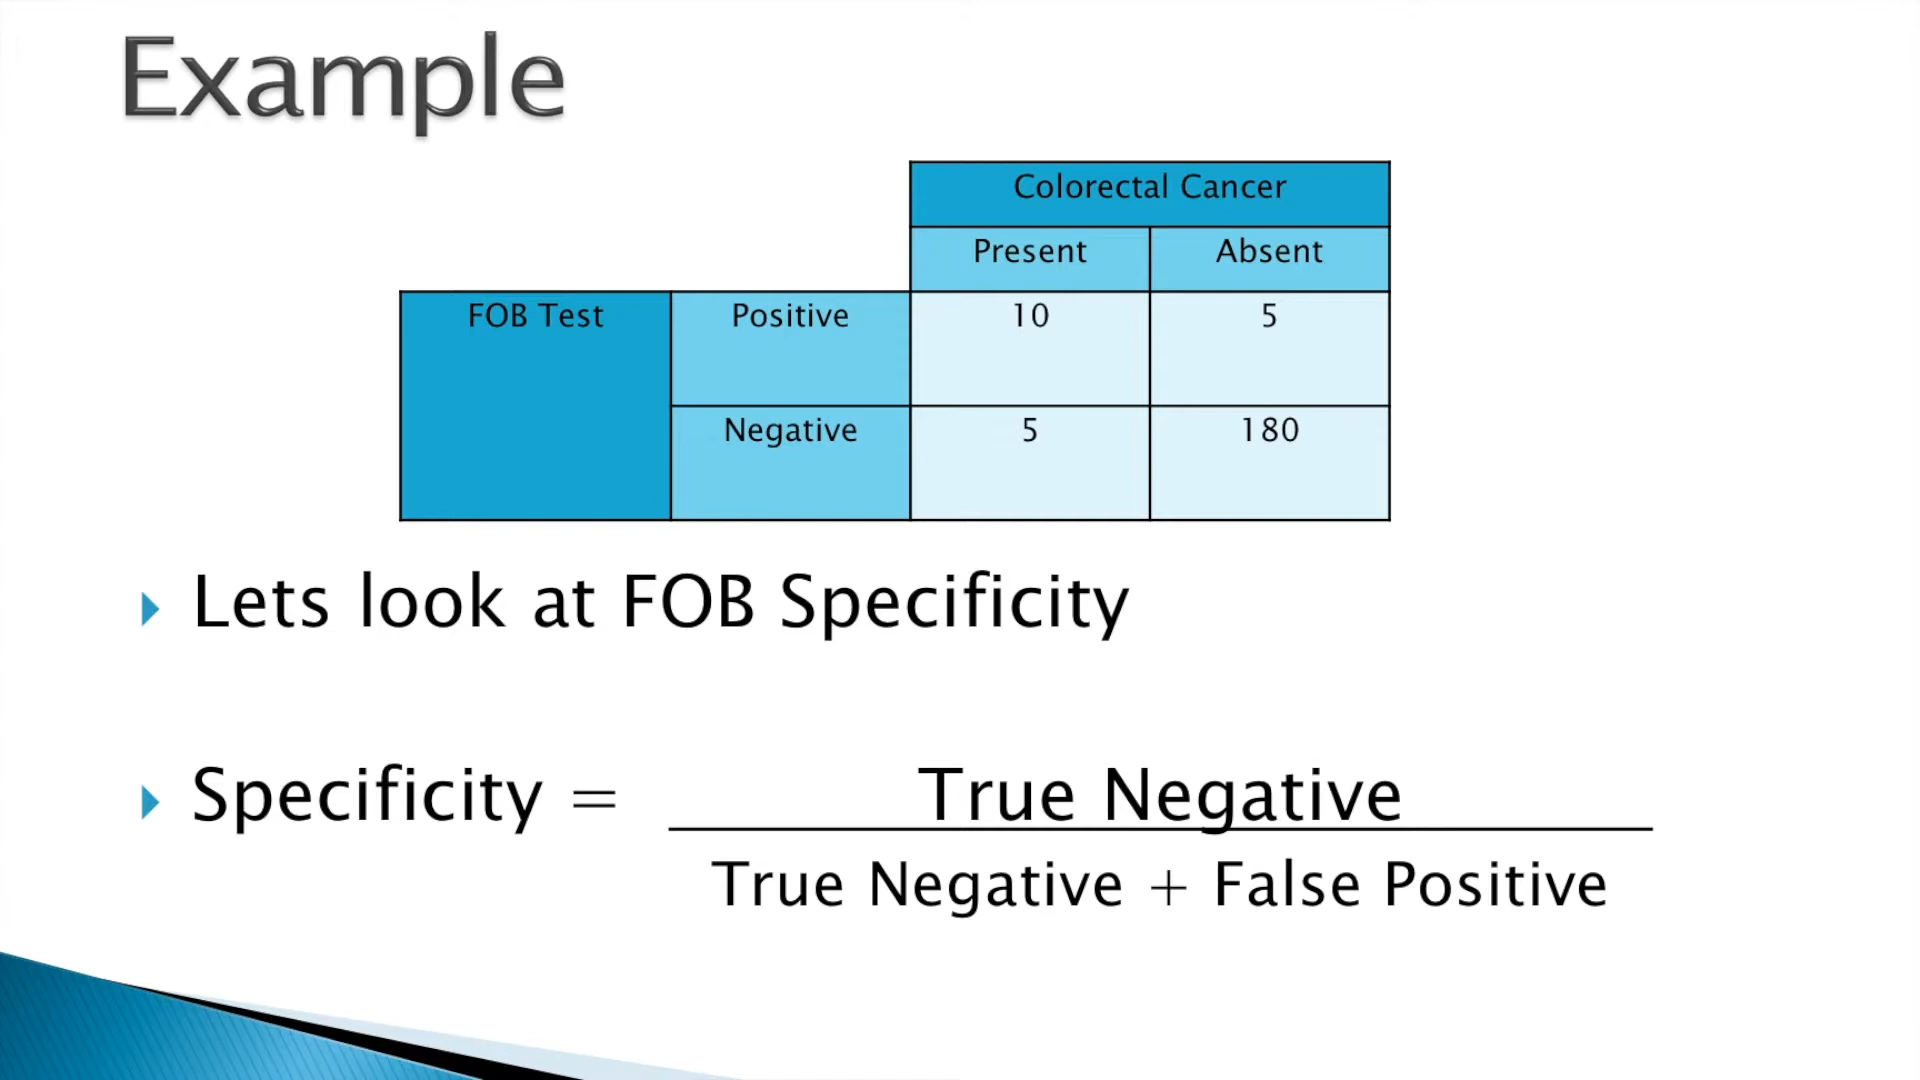 Example
Colorectal Cancer
Present Absent
FOB Test Positive 10 5
Negative 5 180
Lets look at FOB Specificity
Specificity = True Negative
True Negative + False Positive